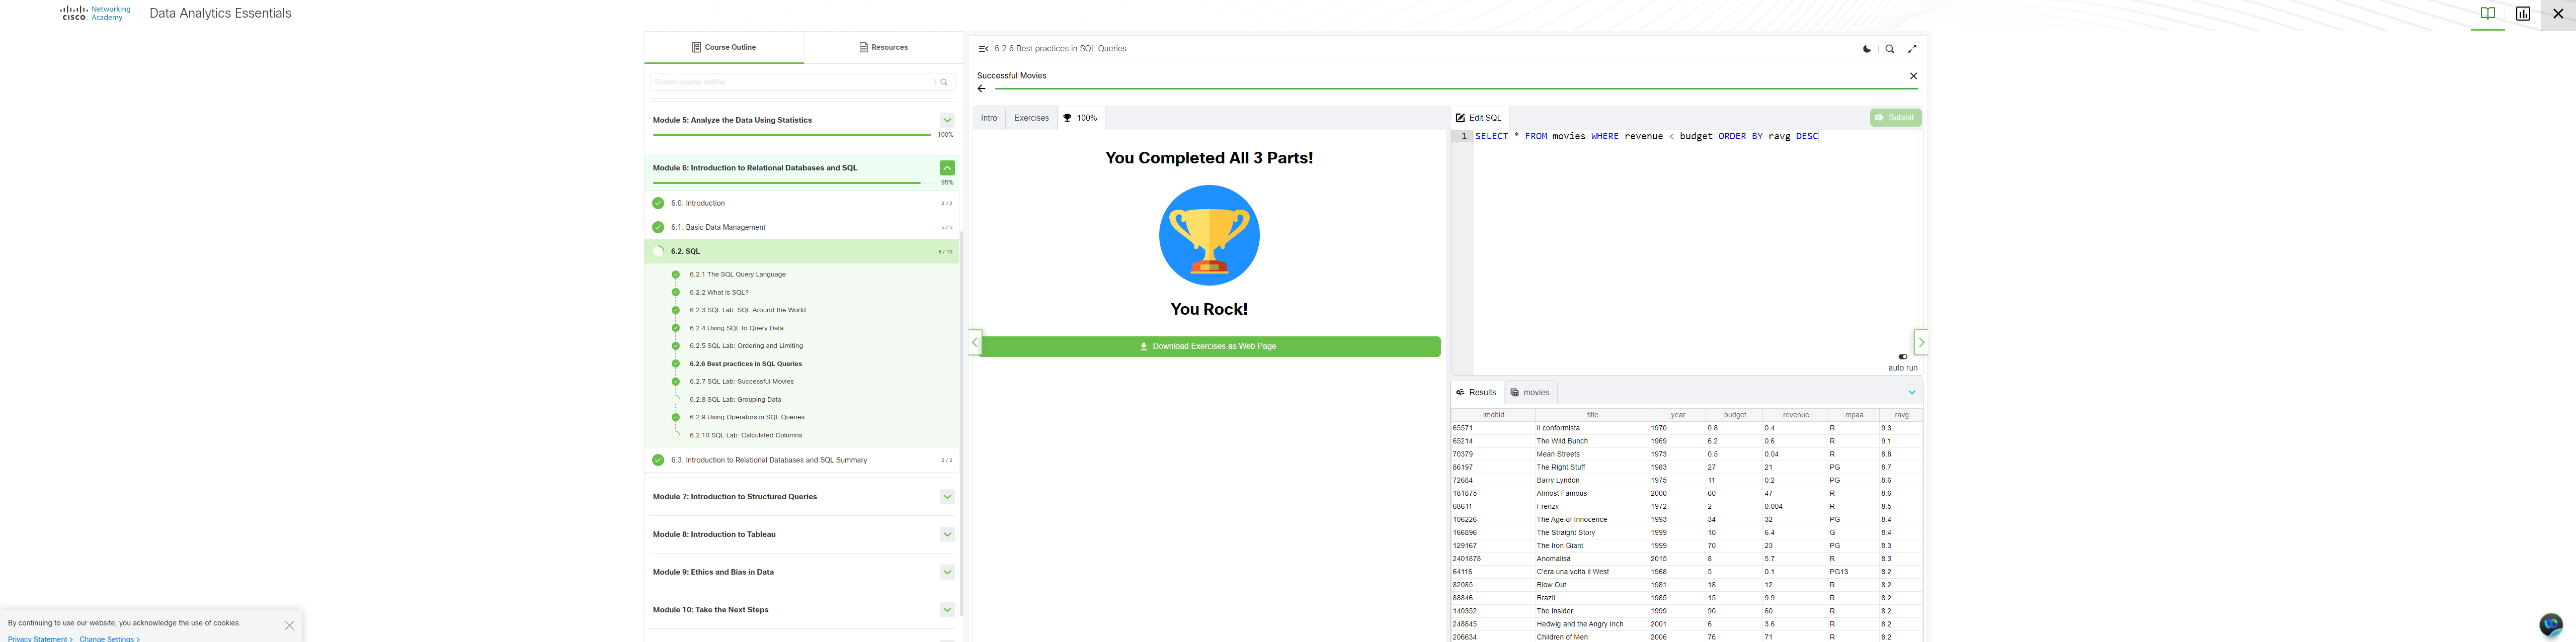 CISCO Networking Academy
Data Analytics Essentials
Course Outline
Resources
Search course outline
Module 5: Analyze the Data Using Statistics
100%
Module 6: Introduction to Relational Databases and SQL
95%
6.0. Introduction
2 / 2
6.1. Basic Data Management
5 / 5
6.2. SQL
8 / 10
6.2.1 The SQL Query Language
6.2.2 What is SQL?
6.2.3 SQL Lab: SQL Around the World
6.2.4 Using SQL to Query Data
6.2.5 SQL Lab: Ordering and Limiting
6.2.6 Best practices in SQL Queries
6.2.7 SQL Lab: Successful Movies
6.2.8 SQL Lab: Grouping Data
6.2.9 Using Operators in SQL Queries
6.2.10 SQL Lab: Calculated Columns
6.3. Introduction to Relational Databases and SQL Summary
2 / 2
Module 7: Introduction to Structured Queries
Module 8: Introduction to Tableau
Module 9: Ethics and Bias in Data
Module 10: Take the Next Steps
By continuing to use our website, you acknowledge the use of cookies.
Privacy Statement > Change Settings >
6.2.6 Best practices in SQL Queries
Successful Movies
Intro
Exercises
100%
You Completed All 3 Parts!
You Rock!
Download Exercises as Web Page
Edit SQL
Submit
1 SELECT * FROM movies WHERE revenue < budget ORDER BY ravg DESC
auto run
Results
movies
imdbid title year budget revenue mpaa ravg
65571 Il conformista 1970 0.8 0.4 R 9.3
65214 The Wild Bunch 1969 6.2 0.6 R 9.1
70379 Mean Streets 1973 0.5 0.04 R 8.8
86197 The Right Stuff 1983 27 21 PG 8.7
72684 Barry Lyndon 1975 11 0.2 PG 8.6
181875 Almost Famous 2000 60 47 R 8.6
68611 Frenzy 1972 2 0.004 R 8.5
106226 The Age of Innocence 1993 34 32 PG 8.4
166896 The Straight Story 1999 10 6.4 G 8.4
129167 The Iron Giant 1999 70 23 PG 8.3
2401878 Anomalisa 2015 8 5.7 R 8.3
64116 C'era una volta il West 1968 5 0.1 PG13 8.2
82085 Blow Out 1981 18 12 R 8.2
88846 Brazil 1985 15 9.9 R 8.2
140352 The Insider 1999 90 60 R 8.2
248845 Hedwig and the Angry Inch 2001 6 3.6 R 8.2
206634 Children of Men 2006 76 71 R 8.2